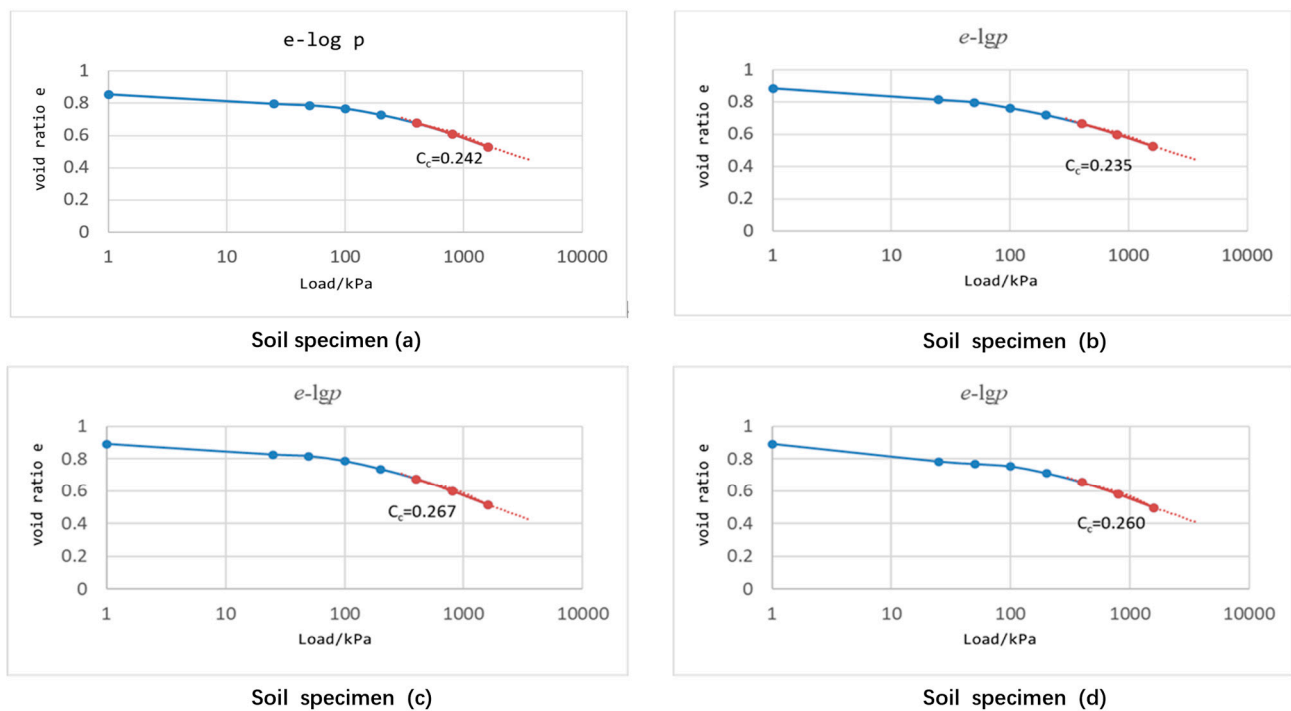 e-log p
void ratio e
1
0.8
0.6
0.4
0.2
0
Cc=0.242
1 10 100 1000 10000
Load/kPa
Soil specimen (a)
e-lgp
void ratio e
1
0.8
0.6
0.4
0.2
0
Cc=0.235
1 10 100 1000 10000
Load/kPa
Soil specimen (b)
e-lgp
void ratio e
1
0.8
0.6
0.4
0.2
0
Cc=0.267
1 10 100 1000 10000
Load/kPa
Soil specimen (c)
e-lgp
void ratio e
1
0.8
0.6
0.4
0.2
0
Cc=0.260
1 10 100 1000 10000
Load/kPa
Soil specimen (d)